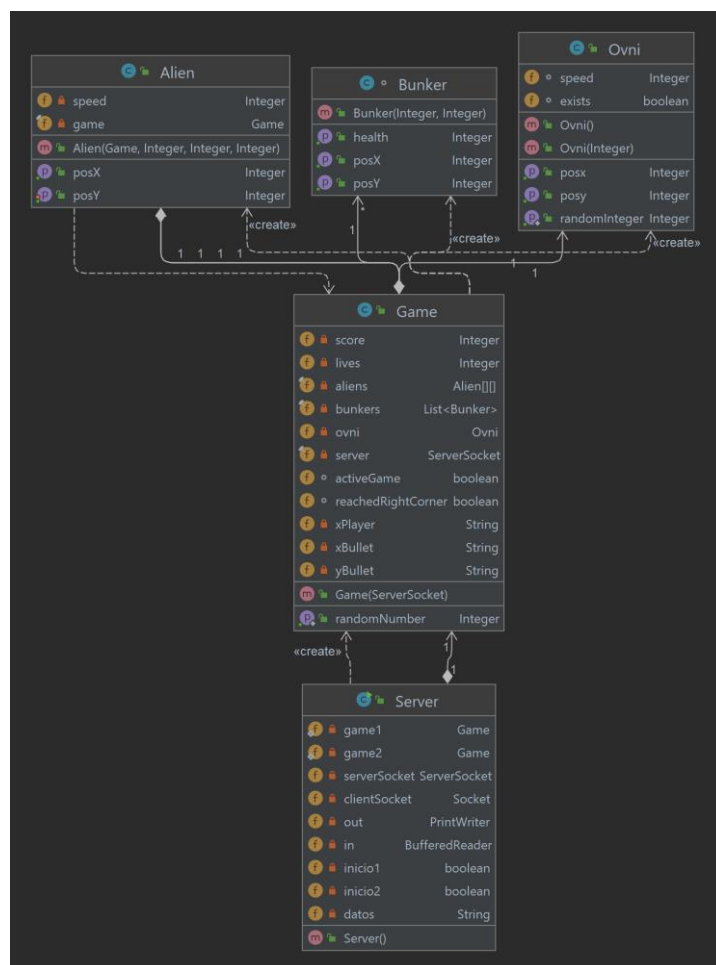 Alien
speed Integer
game Game
Alien(Game, Integer, Integer, Integer)
posX Integer
posY Integer
Bunker
Bunker(Integer, Integer)
health Integer
posX Integer
posY Integer
Ovni
speed Integer
exists boolean
Ovni()
Ovni(Integer)
posx Integer
posy Integer
randomInteger Integer
«create»
«create»
«create»
1 1 1 1
1
*
1
1
Game
score Integer
lives Integer
aliens Alien[][]
bunkers List<Bunker>
ovni Ovni
server ServerSocket
activeGame boolean
reachedRightCorner boolean
xPlayer String
xBullet String
yBullet String
Game(ServerSocket)
randomNumber Integer
«create»
1
1
Server
game1 Game
game2 Game
serverSocket ServerSocket
clientSocket Socket
out PrintWriter
in BufferedReader
inicio1 boolean
inicio2 boolean
datos String
Server()